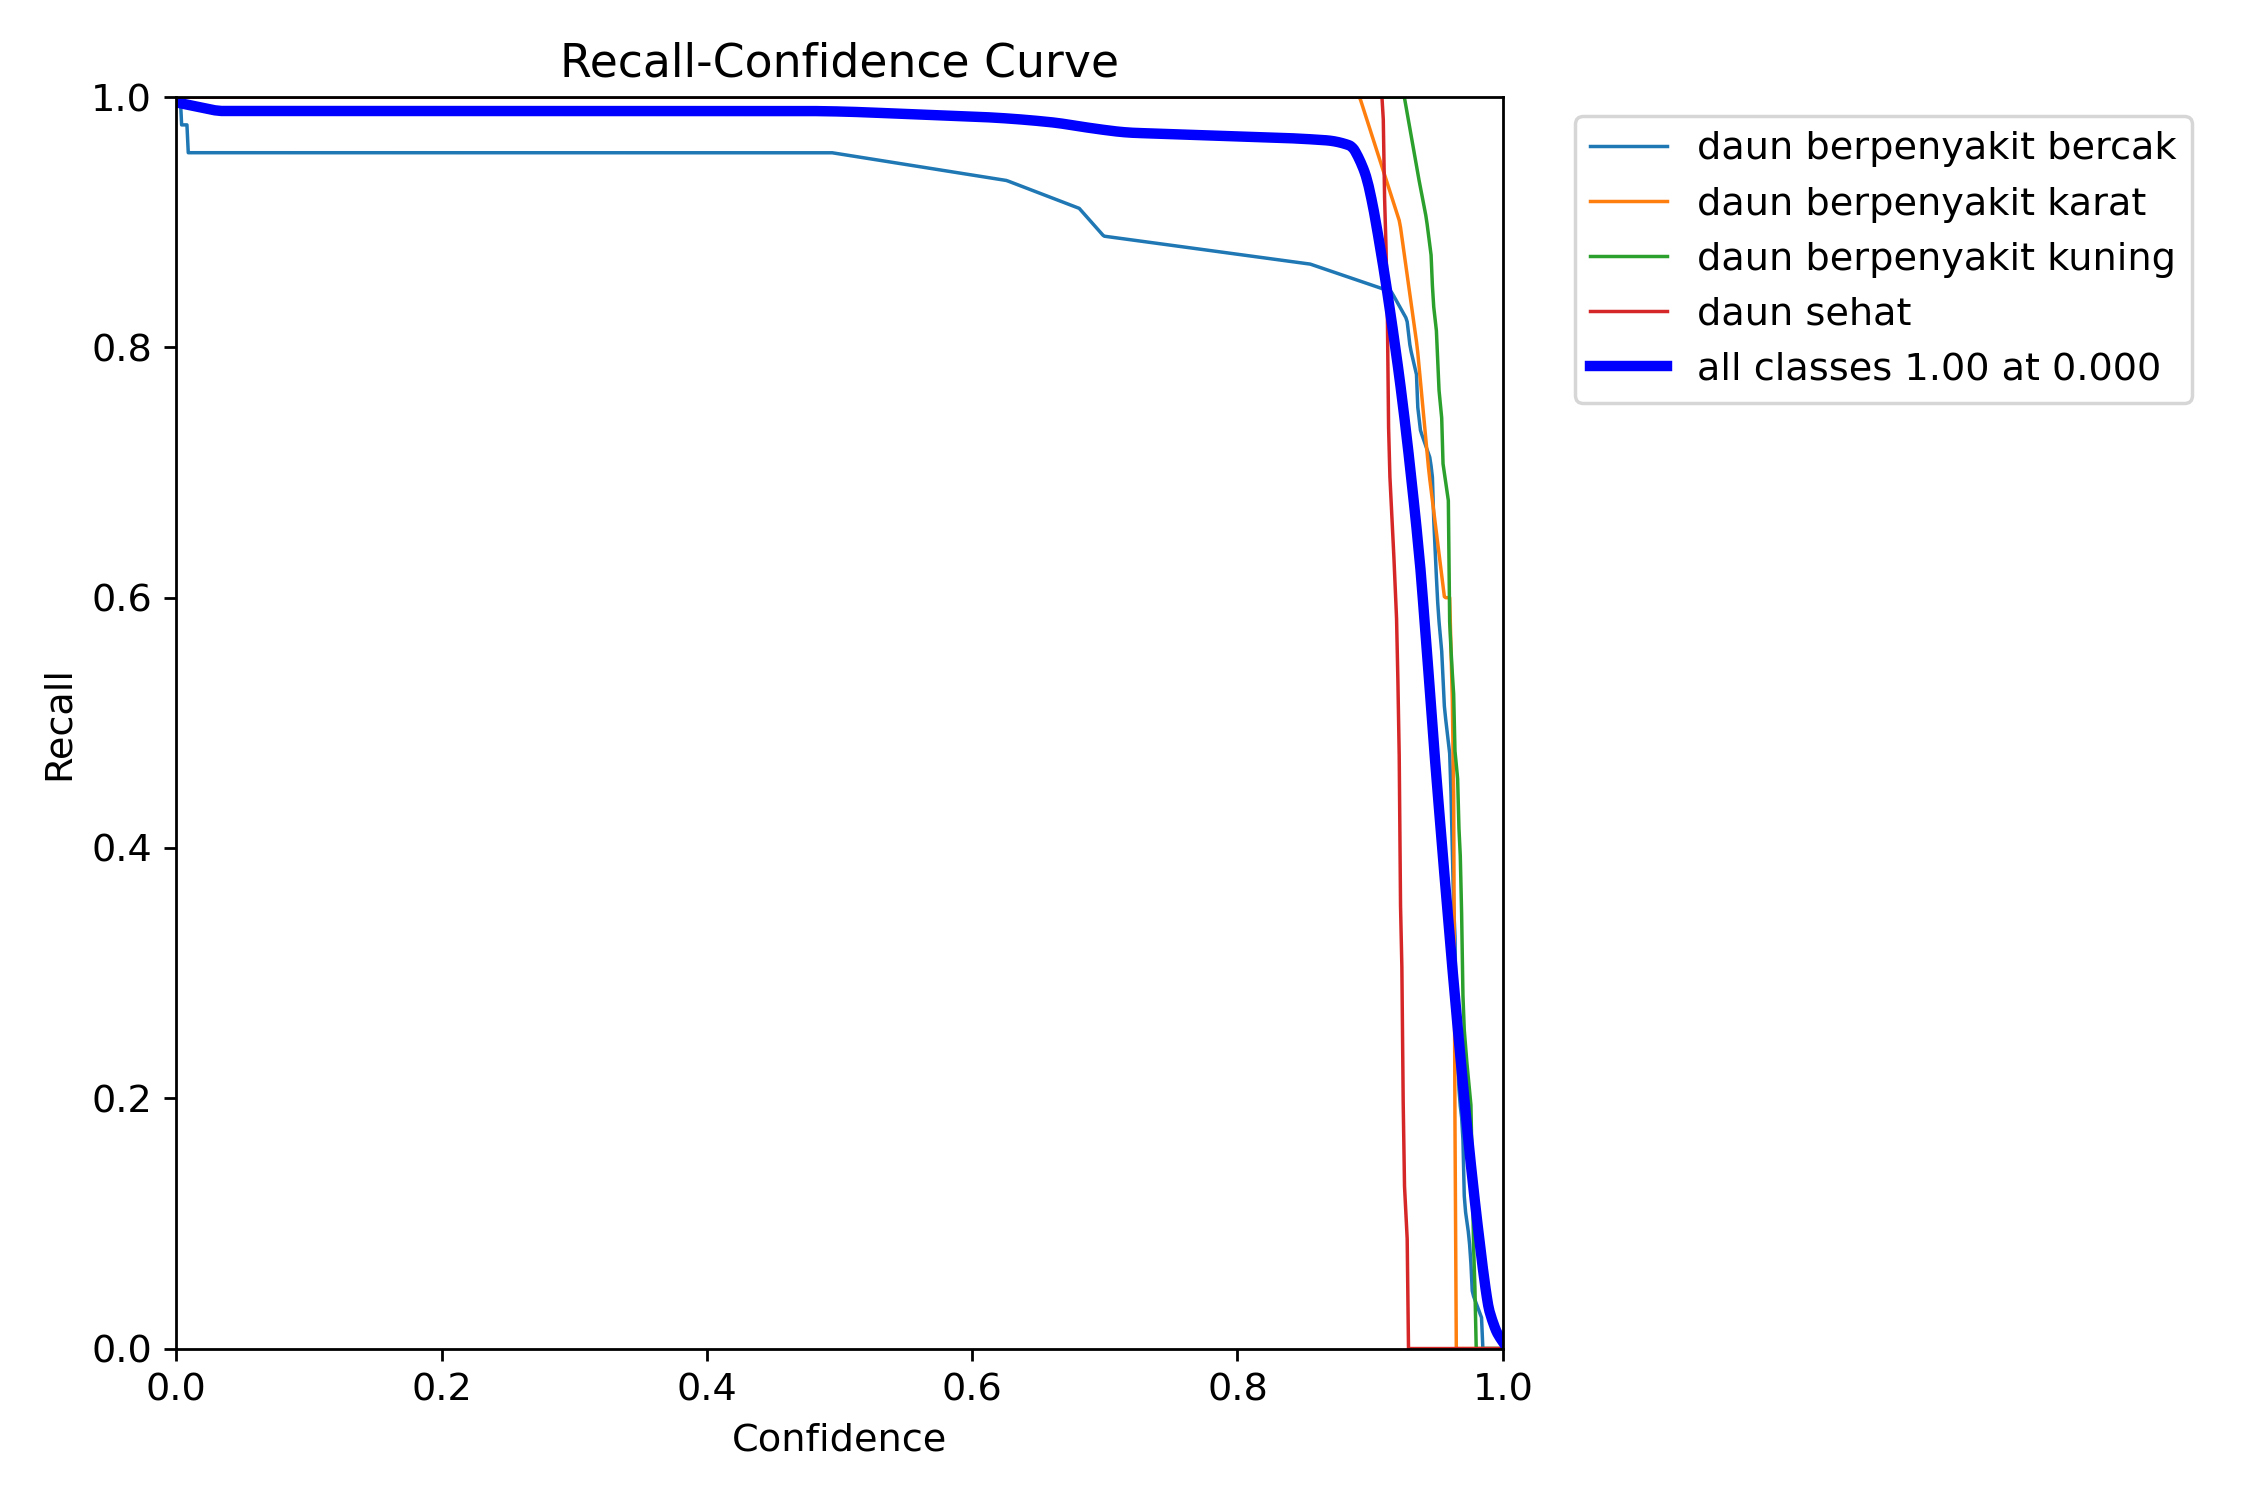 Recall-Confidence Curve
1.0
0.8
0.6
0.4
0.2
0.0
Recall
0.0 0.2 0.4 0.6 0.8 1.0
Confidence
daun berpenyakit bercak
daun berpenyakit karat
daun berpenyakit kuning
daun sehat
all classes 1.00 at 0.000